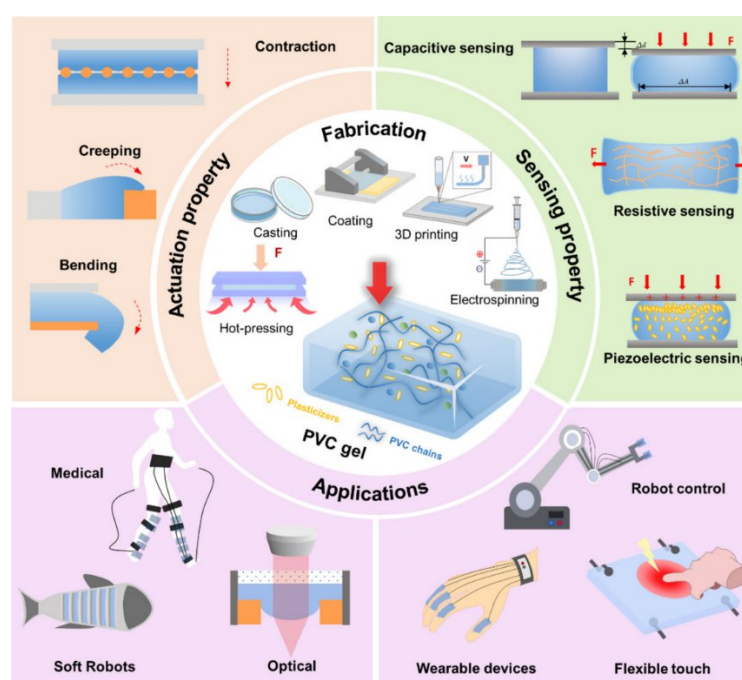 Contraction
Creeping
Bending
Actuation property
Capacitive sensing
Δd
F
ΔA
F
F
Resistive sensing
F
Piezoelectric sensing
Sensing property
Fabrication
Casting
Coating
V
3D printing
Electrospinning
F
Hot-pressing
Plasticizers
PVC chains
PVC gel
Applications
Medical
Soft Robots
Optical
Robot control
Wearable devices
Flexible touch